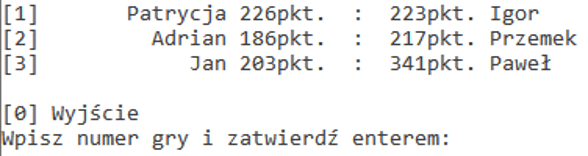 [1] Patrycja 226pkt. : 223pkt. Igor
[2] Adrian 186pkt. : 217pkt. Przemek
[3] Jan 203pkt. : 341pkt. Paweł
[0] Wyjście
Wpisz numer gry i zatwierdź enterem: